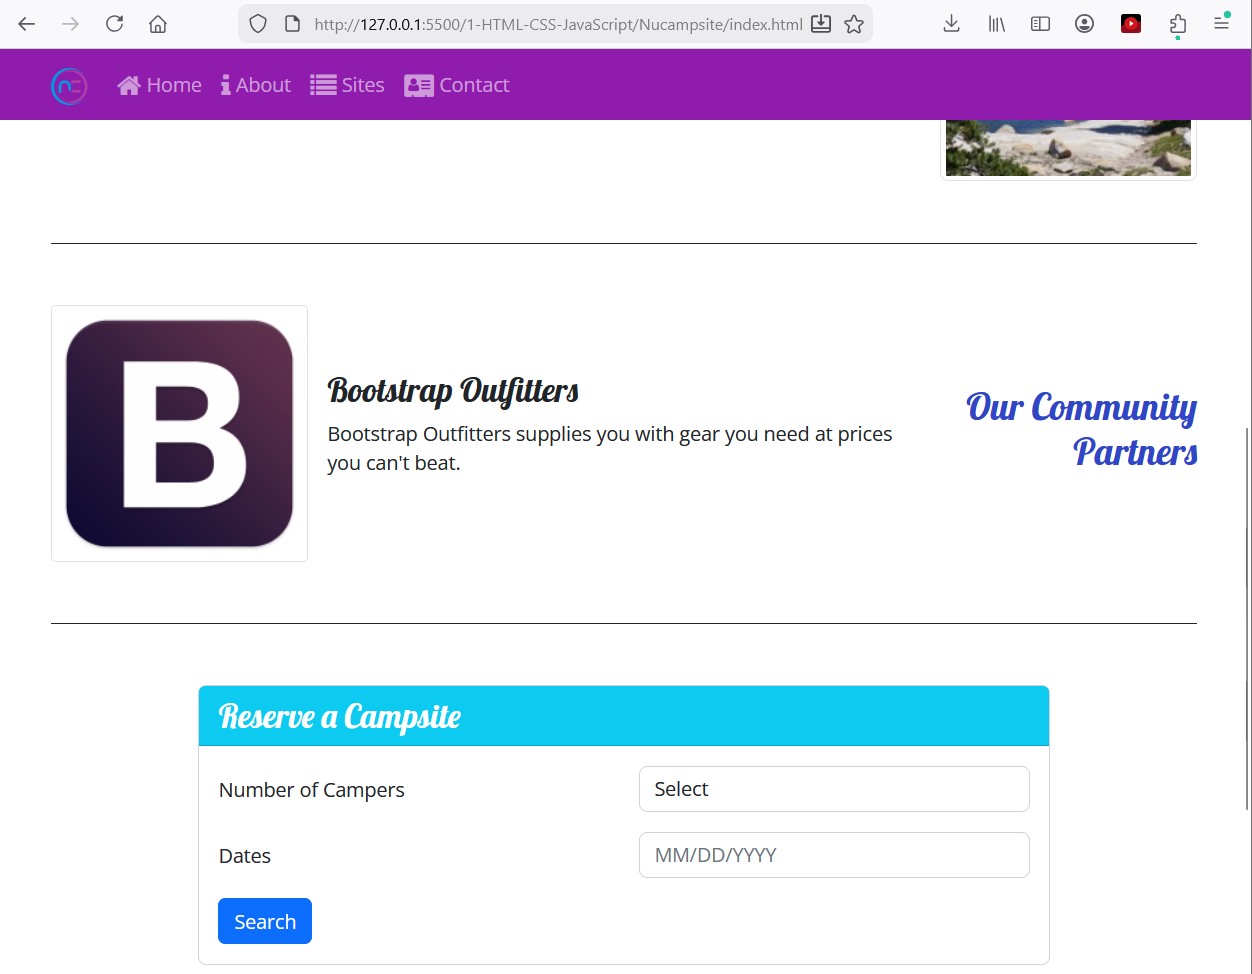 http://127.0.0.1:5500/1-HTML-CSS-JavaScript/Nucampsite/index.html
nc Home About Sites Contact
B
Bootstrap Outfitters
Bootstrap Outfitters supplies you with gear you need at prices
you can't beat.
Our Community
Partners
Reserve a Campsite
Number of Campers Select
Dates MM/DD/YYYY
Search